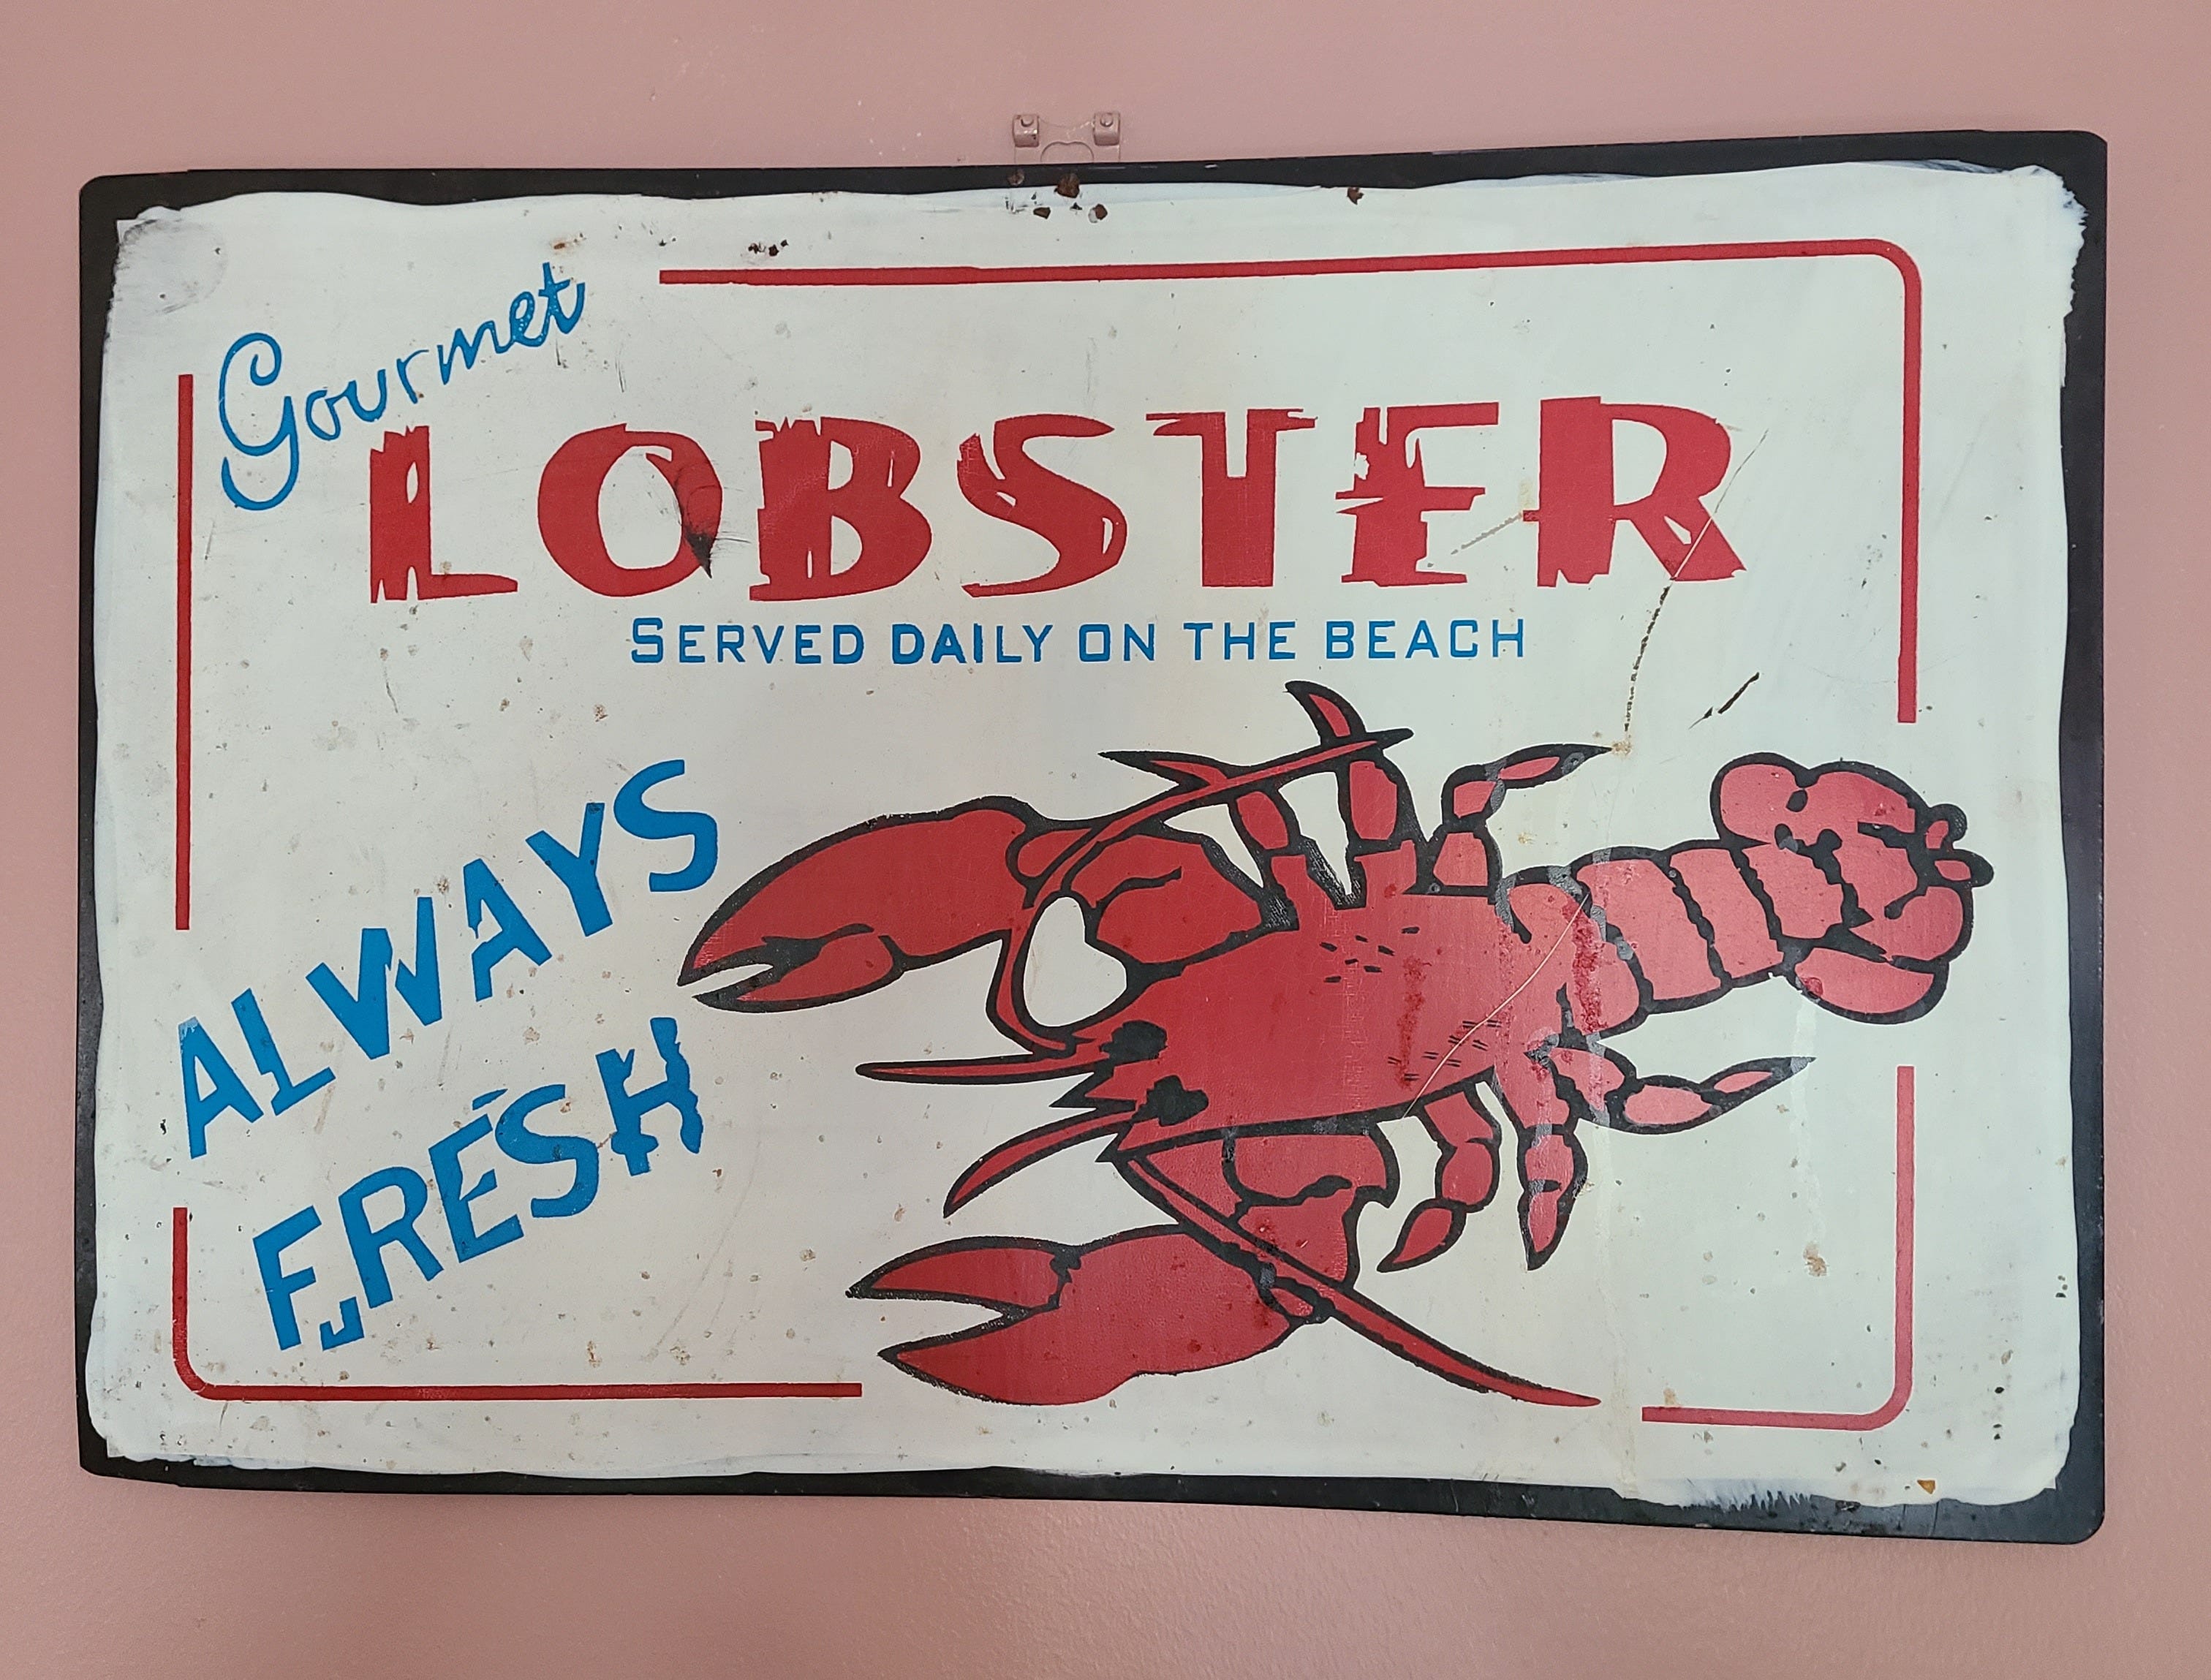 Gourmet
LOBSTER
SERVED DAILY ON THE BEACH
ALWAYS
FRESH